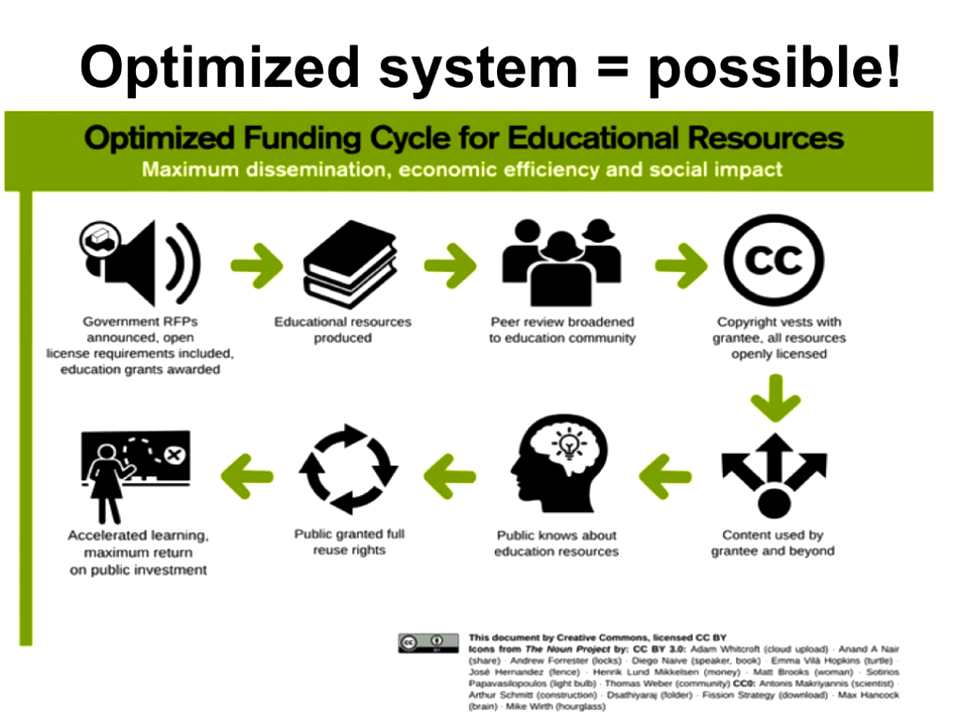 Optimized system = possible!
Optimized Funding Cycle for Educational Resources
Maximum dissemination, economic efficiency and social impact
Government RFPs
announced, open
license requirements included,
education grants awarded
Educational resources
produced
Peer review broadened
to education community
cc
Copyright vests with
grantee, all resources
openly licensed
Accelerated learning,
maximum return
on public investment
Public granted full
reuse rights
Public knows about
education resources
Content used by
grantee and beyond
cc
This document by Creative Commons, licensed CC BY
Icons from The Noun Project by: CC BY 3.0: Adam Whitcroft (cloud upload) · Anand A Nair
(share) · Andrew Forrester (locks) · Diego Naive (speaker, book) · Emma Vilà Hopkins (turtle) ·
José Hernandez (fence) · Henrik Lund Mikkelsen (money) · Matt Brooks (woman) · Sotirios
Papavasilopoulos (light bulb) · Thomas Weber (community) CC0: Antonis Makriyannis (scientist) ·
Arthur Schmitt (construction) · Dsathiyaraj (folder) · Fission Strategy (download) · Max Hancock
(brain) · Mike Wirth (hourglass)